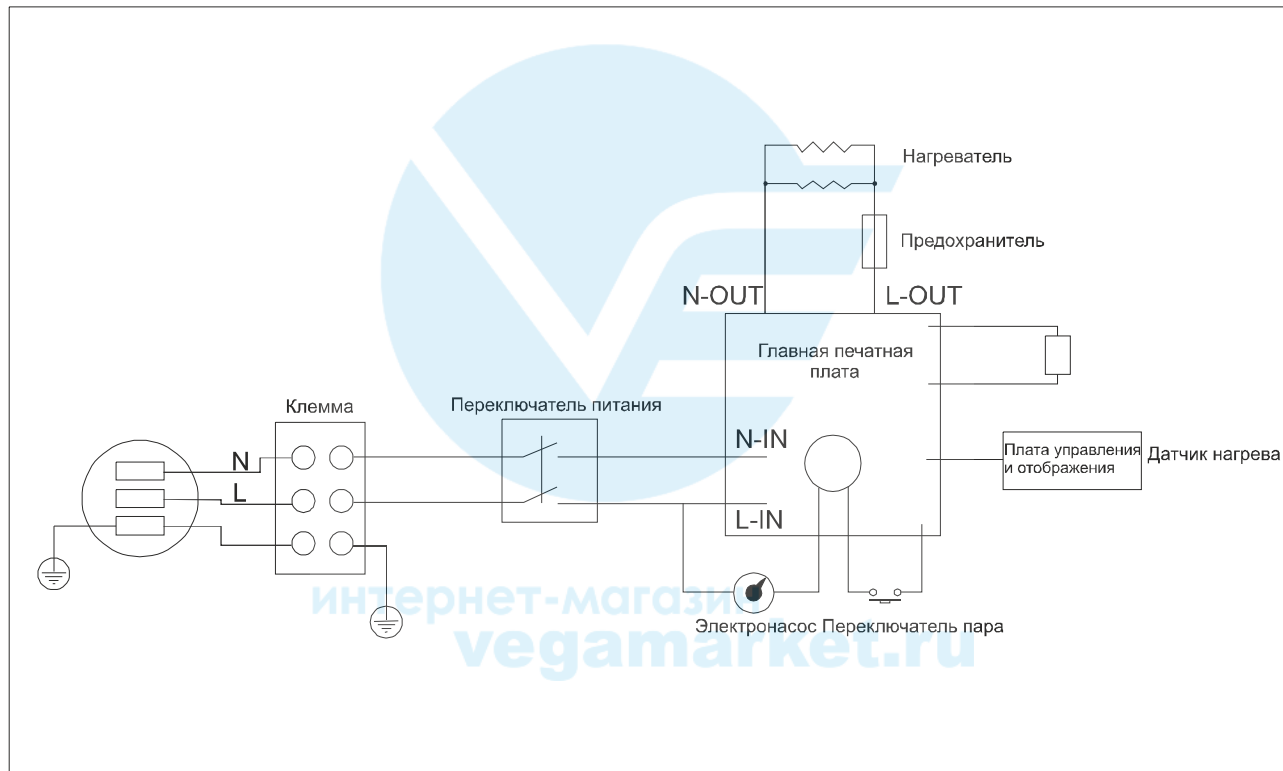 Нагреватель
Предохранитель
N-OUT
L-OUT
Главная печатная
плата
Клемма
Переключатель питания
N
L
N-IN
L-IN
Плата управления
и отображения
Датчик нагрева
Электронасос
Переключатель пара
интернет-магазин
vegamarket.ru